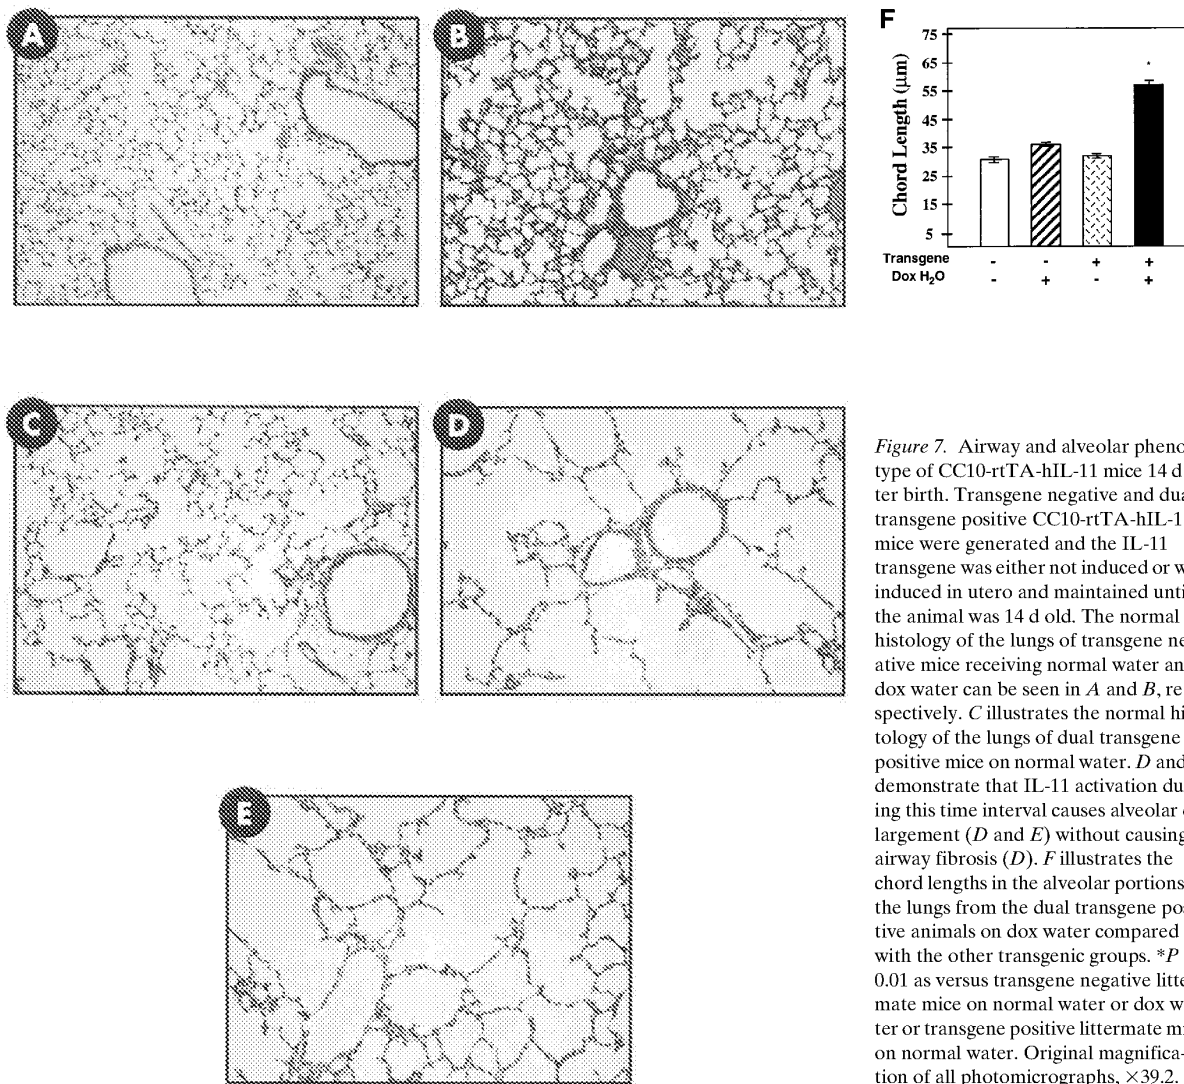 A
B
F
75
65
55
45
35
25
15
5
Chord Length (μm)
*
Transgene - - + +
Dox H₂O - + - +
C
D
E
Figure 7. Airway and alveolar pheno
type of CC10-rtTA-hIL-11 mice 14 d
ter birth. Transgene negative and dua
transgene positive CC10-rtTA-hIL-1
mice were generated and the IL-11
transgene was either not induced or w
induced in utero and maintained unti
the animal was 14 d old. The normal
histology of the lungs of transgene ne
ative mice receiving normal water an
dox water can be seen in A and B, re
spectively. C illustrates the normal hi
tology of the lungs of dual transgene
positive mice on normal water. D and
demonstrate that IL-11 activation du
ing this time interval causes alveolar
largement (D and E) without causing
airway fibrosis (D). F illustrates the
chord lengths in the alveolar portions
the lungs from the dual transgene pos
tive animals on dox water compared
with the other transgenic groups. *P
0.01 as versus transgene negative litte
mate mice on normal water or dox w
ter or transgene positive littermate mi
on normal water. Original magnifica-
tion of all photomicrographs, ×39.2.